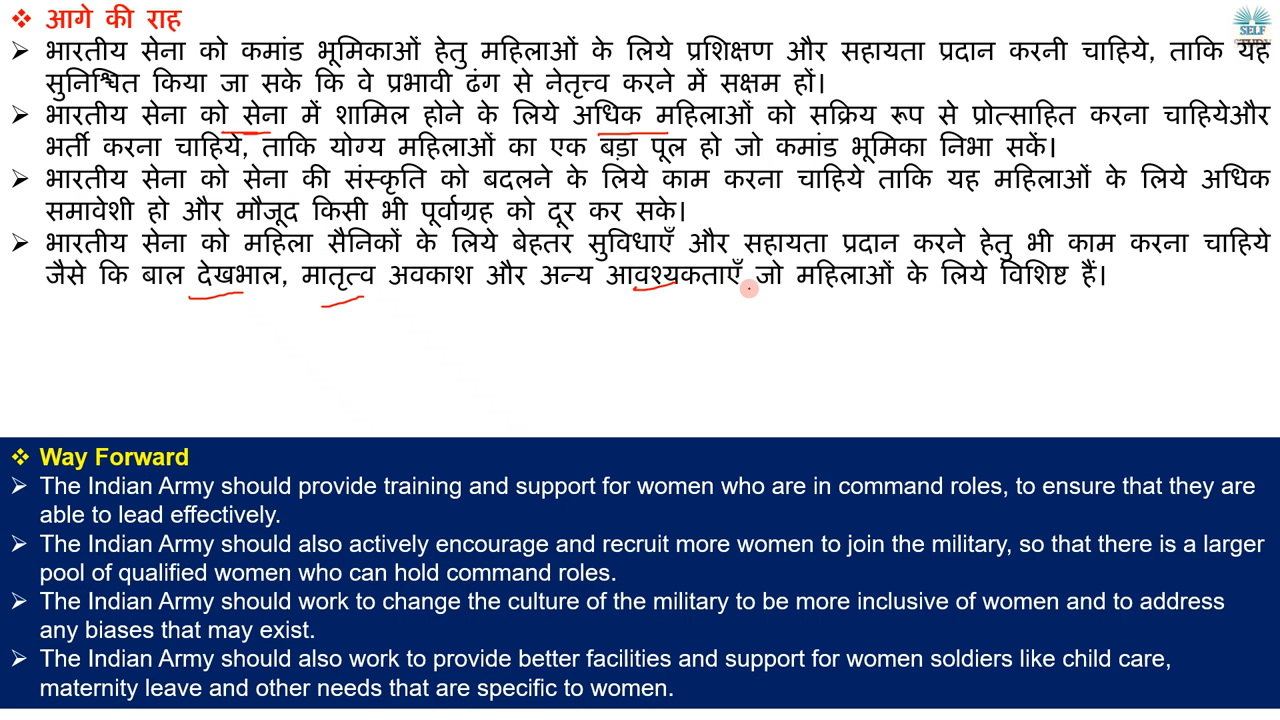 ❖ आगे की राह
SELF
STUDY
➢ भारतीय सेना को कमांड भूमिकाओं हेतु महिलाओं के लिये प्रशिक्षण और सहायता प्रदान करनी चाहिये, ताकि यह
सुनिश्चित किया जा सके कि वे प्रभावी ढंग से नेतृत्त्व करने में सक्षम हों।
➢ भारतीय सेना को सेना में शामिल होने के लिये अधिक महिलाओं को सक्रिय रूप से प्रोत्साहित करना चाहियेऔर
भर्ती करना चाहिये, ताकि योग्य महिलाओं का एक बड़ा पूल हो जो कमांड भूमिका निभा सकें।
➢ भारतीय सेना को सेना की संस्कृति को बदलने के लिये काम करना चाहिये ताकि यह महिलाओं के लिये अधिक
समावेशी हो और मौजूद किसी भी पूर्वाग्रह को दूर कर सके।
➢ भारतीय सेना को महिला सैनिकों के लिये बेहतर सुविधाएँ और सहायता प्रदान करने हेतु भी काम करना चाहिये
जैसे कि बाल देखभाल, मातृत्व अवकाश और अन्य आवश्यकताएँ जो महिलाओं के लिये विशिष्ट हैं।
❖ Way Forward
➢ The Indian Army should provide training and support for women who are in command roles, to ensure that they are
able to lead effectively.
➢ The Indian Army should also actively encourage and recruit more women to join the military, so that there is a larger
pool of qualified women who can hold command roles.
➢ The Indian Army should work to change the culture of the military to be more inclusive of women and to address
any biases that may exist.
➢ The Indian Army should also work to provide better facilities and support for women soldiers like child care,
maternity leave and other needs that are specific to women.